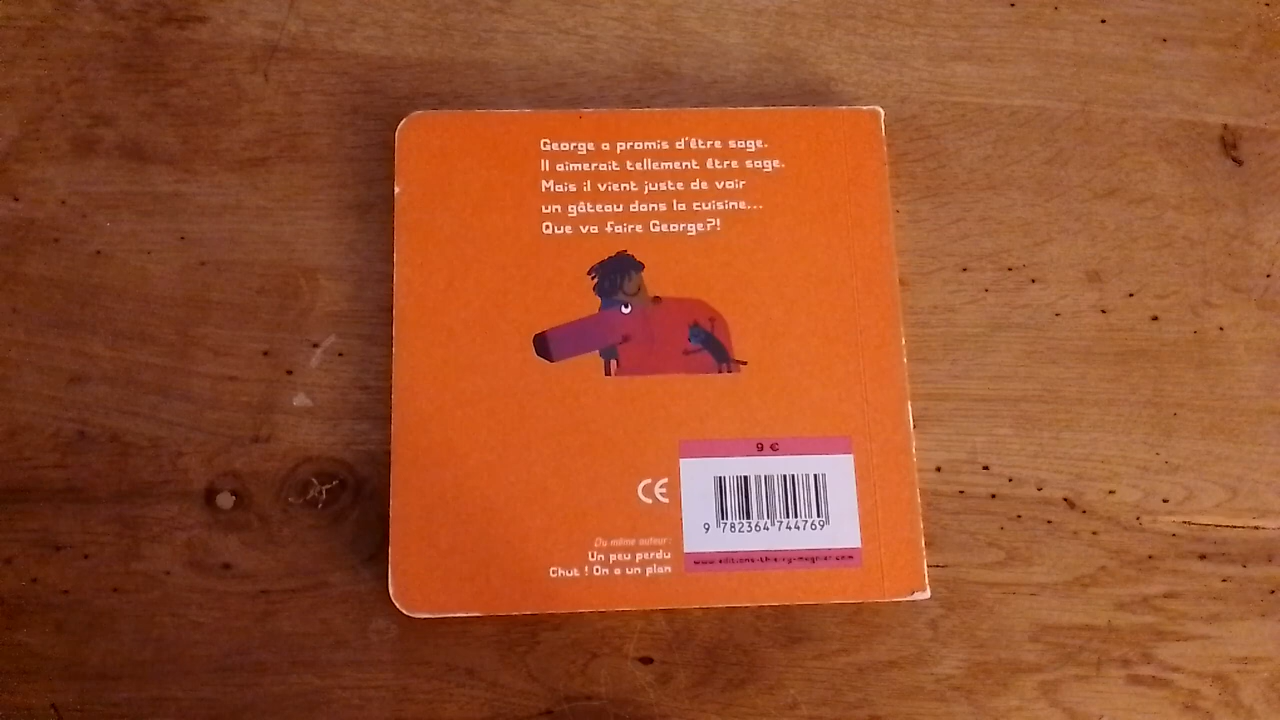 George a promis d'être sage.
Il aimerait tellement être sage.
Mais il vient juste de voir
un gâteau dans la cuisine...
Que va faire George?!
9 €
CE
9 782364 744769
Du même auteur :
Un peu perdu
Chut ! On a un plan
www.editions-thierry-magnier.com